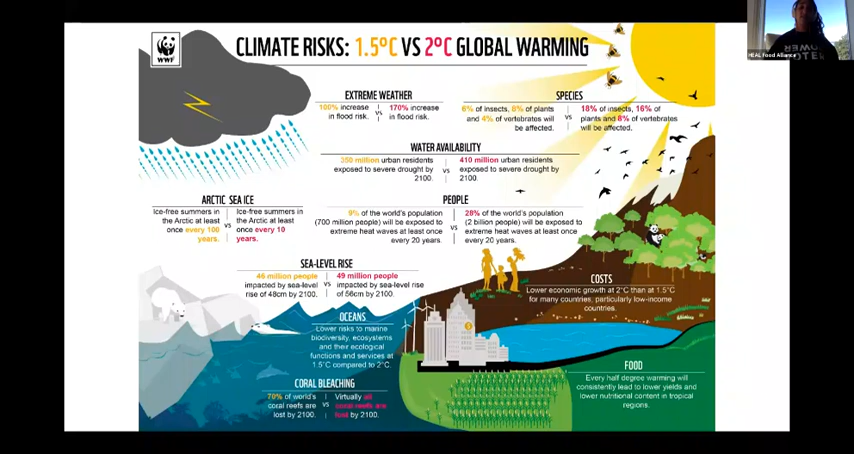 WWF
CLIMATE RISKS: 1.5°C VS 2°C GLOBAL WARMING
HEAL Food Alliance
EXTREME WEATHER
100% increase
in flood risk.
vs
170% increase
in flood risk.
SPECIES
6% of insects, 8% of plants
and 4% of vertebrates will
be affected.
vs
18% of insects, 16% of
plants and 8% of vertebrates
will be affected.
WATER AVAILABILITY
350 million urban residents
exposed to severe drought by
2100.
vs
410 million urban residents
exposed to severe drought by
2100.
ARCTIC SEA ICE
Ice-free summers in
the Arctic at least
once every 100
years.
vs
Ice-free summers in
the Arctic at least
once every 10
years.
PEOPLE
9% of the world's population
(700 million people) will be exposed to
extreme heat waves at least once
every 20 years.
vs
28% of the world's population
(2 billion people) will be exposed to
extreme heat waves at least once
every 20 years.
SEA-LEVEL RISE
46 million people
impacted by sea-level
rise of 48cm by 2100.
vs
49 million people
impacted by sea-level
rise of 56cm by 2100.
COSTS
Lower economic growth at 2°C than at 1.5°C
for many countries, particularly low-income
countries.
OCEANS
Lower risks to marine
biodiversity, ecosystems
and their ecological
functions and services at
1.5°C compared to 2°C.
CORAL BLEACHING
70% of world's
coral reefs are
lost by 2100.
vs
Virtually all
coral reefs are
lost by 2100.
FOOD
Every half degree warming will
consistently lead to lower yields and
lower nutritional content in tropical
regions.